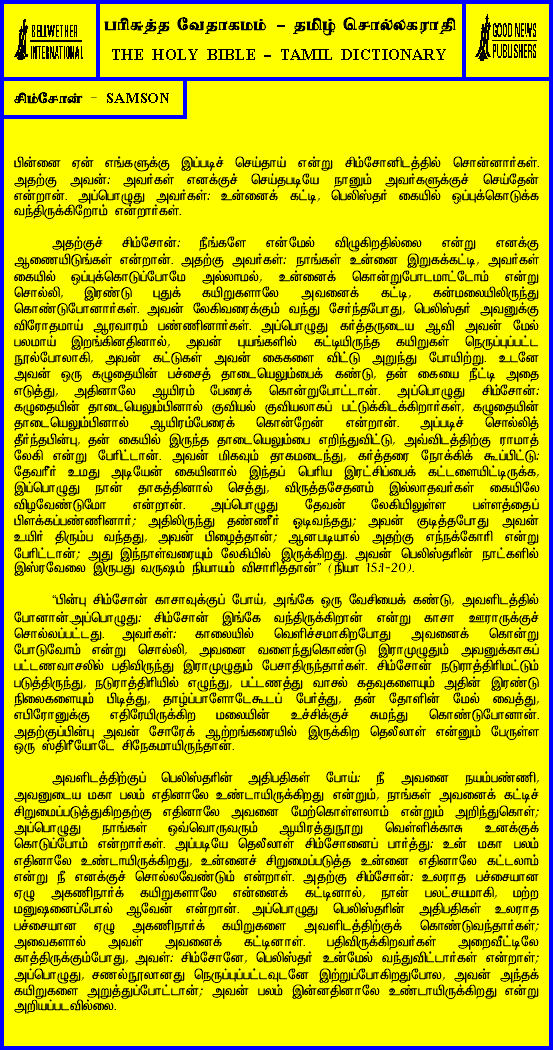 BELLWETHER
INTERNATIONAL
பரிசுத்த வேதாகமம் - தமிழ் சொல்லகராதி
THE HOLY BIBLE - TAMIL DICTIONARY
GOOD NEWS
PUBLISHERS
சிம்சோன் - SAMSON
பின்னை ஏன் எங்களுக்கு இப்படிச் செய்தாய் என்று சிம்சோனிடத்தில் சொன்னார்கள்.
அதற்கு அவன்: அவர்கள் எனக்குச் செய்தபடியே நானும் அவர்களுக்குச் செய்தேன்
என்றான். அப்பொழுது அவர்கள்: உன்னைக் கட்டி, பெலிஸ்தர் கையில் ஒப்புக்கொடுக்க
வந்திருக்கிறோம் என்றார்கள்.
அதற்குச் சிம்சோன்: நீங்களே என்மேல் விழுகிறதில்லை என்று எனக்கு
ஆணையிடுங்கள் என்றான். அதற்கு அவர்கள்: நாங்கள் உன்னை இறுகக்கட்டி, அவர்கள்
கையில் ஒப்புக்கொடுப்போமே அல்லாமல், உன்னைக் கொன்றுபோடமாட்டோம் என்று
சொல்லி, இரண்டு புதுக் கயிறுகளாலே அவனைக் கட்டி, கன்மலையிலிருந்து
கொண்டுபோனார்கள். அவன் லேகிவரைக்கும் வந்து சேர்ந்தபோது, பெலிஸ்தர் அவனுக்கு
விரோதமாய் ஆரவாரம் பண்ணினார்கள். அப்பொழுது கர்த்தருடைய ஆவி அவன் மேல்
பலமாய் இறங்கினதினால், அவன் புயங்களில் கட்டியிருந்த கயிறுகள் நெருப்புப்பட்ட
நூல்போலாகி, அவன் கட்டுகள் அவன் கைகளை விட்டு அறுந்து போயிற்று. உடனே
அவன் ஒரு கழுதையின் பச்சைத் தாடையெலும்பைக் கண்டு, தன் கையை நீட்டி அதை
எடுத்து, அதினாலே ஆயிரம் பேரைக் கொன்றுபோட்டான். அப்பொழுது சிம்சோன்:
கழுதையின் தாடையெலும்பினால் குவியல் குவியலாகப் பட்டுக்கிடக்கிறார்கள், கழுதையின்
தாடையெலும்பினால் ஆயிரம்பேரைக் கொன்றேன் என்றான். அப்படிச் சொல்லித்
தீர்ந்தபின்பு, தன் கையில் இருந்த தாடையெலும்பை எறிந்துவிட்டு, அவ்விடத்திற்கு ராமாத்
லேகி என்று பேரிட்டான். அவன் மிகவும் தாகமடைந்து, கர்த்தரை நோக்கிக் கூப்பிட்டு:
தேவரீர் உமது அடியேன் கையினால் இந்தப் பெரிய இரட்சிப்பைக் கட்டளையிட்டிருக்க,
இப்பொழுது நான் தாகத்தினால் செத்து, விருத்தசேதனம் இல்லாதவர்கள் கையிலே
விழவேண்டுமோ என்றான். அப்பொழுது தேவன் லேகியிலுள்ள பள்ளத்தைப்
பிளக்கப்பண்ணினார்; அதிலிருந்து தண்ணீர் ஓடிவந்தது; அவன் குடித்தபோது அவன்
உயிர் திரும்ப வந்தது, அவன் பிழைத்தான்; ஆனபடியால் அதற்கு எந்நக்கோரி என்று
பேரிட்டான்; அது இந்நாள்வரையும் லேகியில் இருக்கிறது. அவன் பெலிஸ்தரின் நாட்களில்
இஸ்ரவேலை இருபது வருஷம் நியாயம் விசாரித்தான்" (நியா 15:1-20).
"பின்பு சிம்சோன் காசாவுக்குப் போய், அங்கே ஒரு வேசியைக் கண்டு, அவளிடத்தில்
போனான்.அப்பொழுது: சிம்சோன் இங்கே வந்திருக்கிறான் என்று காசா ஊராருக்குச்
சொல்லப்பட்டது. அவர்கள்: காலையில் வெளிச்சமாகிறபோது அவனைக் கொன்று
போடுவோம் என்று சொல்லி, அவனை வளைந்துகொண்டு இராமுழுதும் அவனுக்காகப்
பட்டணவாசலில் பதிவிருந்து இராமுழுதும் பேசாதிருந்தார்கள். சிம்சோன் நடுராத்திரிமட்டும்
படுத்திருந்து, நடுராத்திரியில் எழுந்து, பட்டணத்து வாசல் கதவுகளையும் அதின் இரண்டு
நிலைகளையும் பிடித்து, தாழ்ப்பாளோடேகூடப் பேர்த்து, தன் தோளின் மேல் வைத்து,
எபிரோனுக்கு எதிரேயிருக்கிற மலையின் உச்சிக்குச் சுமந்து கொண்டுபோனான்.
அதற்குப்பின்பு அவன் சோரேக் ஆற்றங்கரையில் இருக்கிற தெலீலாள் என்னும் பேருள்ள
ஒரு ஸ்திரீயோடே சிநேகமாயிருந்தான்.
அவளிடத்திற்குப் பெலிஸ்தரின் அதிபதிகள் போய்: நீ அவனை நயம்பண்ணி,
அவனுடைய மகா பலம் எதினாலே உண்டாயிருக்கிறது என்றும், நாங்கள் அவனைக் கட்டிச்
சிறுமைப்படுத்துகிறதற்கு எதினாலே அவனை மேற்கொள்ளலாம் என்றும் அறிந்துகொள்;
அப்பொழுது நாங்கள் ஒவ்வொருவரும் ஆயிரத்துநூறு வெள்ளிக்காசு உனக்குக்
கொடுப்போம் என்றார்கள். அப்படியே தெலீலாள் சிம்சோனைப் பார்த்து: உன் மகா பலம்
எதினாலே உண்டாயிருக்கிறது, உன்னைச் சிறுமைப்படுத்த உன்னை எதினாலே கட்டலாம்
என்று நீ எனக்குச் சொல்லவேண்டும் என்றாள். அதற்கு சிம்சோன்: உலராத பச்சையான
ஏழு அகணிநார்க் கயிறுகளாலே என்னைக் கட்டினால், நான் பலட்சயமாகி, மற்ற
மனுஷனைப்போல் ஆவேன் என்றான். அப்பொழுது பெலிஸ்தரின் அதிபதிகள் உலராத
பச்சையான ஏழு அகணிநார்க் கயிறுகளை அவளிடத்திற்குக் கொண்டுவந்தார்கள்;
அவைகளால் அவள் அவனைக் கட்டினாள். பதிவிருக்கிறவர்கள் அறைவீட்டிலே
காத்திருக்கும்போது, அவள்: சிம்சோனே, பெலிஸ்தர் உன்மேல் வந்துவிட்டார்கள் என்றாள்;
அப்பொழுது, சணல்நூலானது நெருப்புப்பட்டவுடனே இற்றுப்போகிறதுபோல, அவன் அந்தக்
கயிறுகளை அறுத்துப்போட்டான்; அவன் பலம் இன்னதினாலே உண்டாயிருக்கிறது என்று
அறியப்படவில்லை.